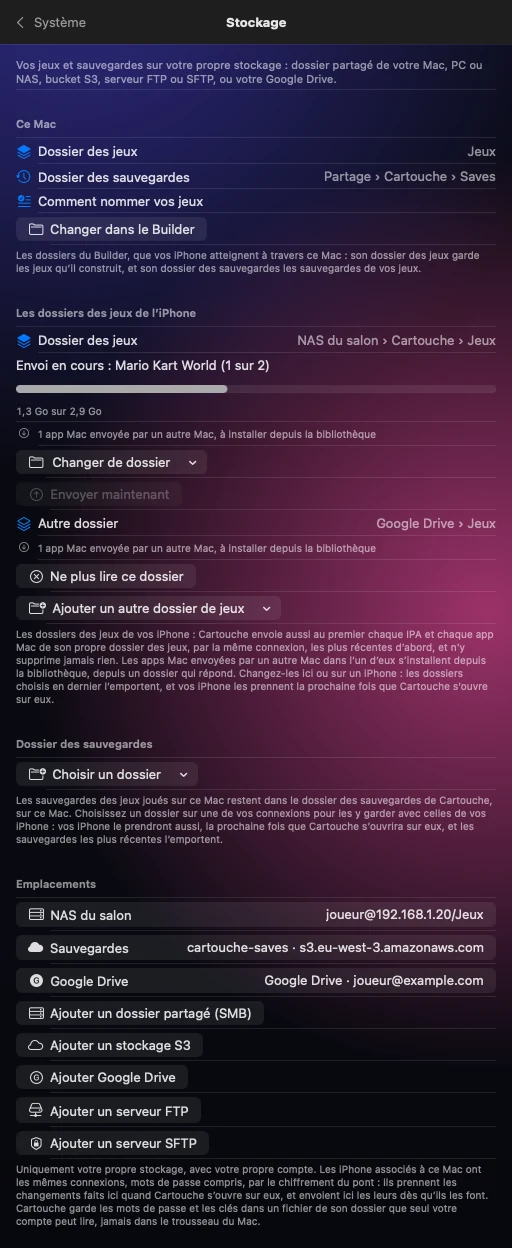 Système
Stockage
Vos jeux et sauvegardes sur votre propre stockage : dossier partagé de votre Mac, PC ou
NAS, bucket S3, serveur FTP ou SFTP, ou votre Google Drive.
Ce Mac
Dossier des jeux Jeux
Dossier des sauvegardes Partage › Cartouche › Saves
Comment nommer vos jeux
Changer dans le Builder
Les dossiers du Builder, que vos iPhone atteignent à travers ce Mac : son dossier des jeux garde
les jeux qu’il construit, et son dossier des sauvegardes les sauvegardes de vos jeux.
Les dossiers des jeux de l’iPhone
Dossier des jeux NAS du salon › Cartouche › Jeux
Envoi en cours : Mario Kart World (1 sur 2)
1,3 Go sur 2,9 Go
1 app Mac envoyée par un autre Mac, à installer depuis la bibliothèque
Changer de dossier
Envoyer maintenant
Autre dossier Google Drive › Jeux
1 app Mac envoyée par un autre Mac, à installer depuis la bibliothèque
Ne plus lire ce dossier
Ajouter un autre dossier de jeux
Les dossiers des jeux de vos iPhone : Cartouche envoie aussi au premier chaque IPA et chaque app
Mac de son propre dossier des jeux, par la même connexion, les plus récentes d’abord, et n’y
supprime jamais rien. Les apps Mac envoyées par un autre Mac dans l’un d’eux s’installent depuis
la bibliothèque, depuis un dossier qui répond. Changez-les ici ou sur un iPhone : les dossiers
choisis en dernier l’emportent, et vos iPhone les prennent la prochaine fois que Cartouche s’ouvre
sur eux.
Dossier des sauvegardes
Choisir un dossier
Les sauvegardes des jeux joués sur ce Mac restent dans le dossier des sauvegardes de Cartouche,
sur ce Mac. Choisissez un dossier sur une de vos connexions pour les y garder avec celles de vos
iPhone : vos iPhone le prendront aussi, la prochaine fois que Cartouche s’ouvrira sur eux, et les
sauvegardes les plus récentes l’emportent.
Emplacements
NAS du salon joueur@192.168.1.20/Jeux
Sauvegardes cartouche-saves · s3.eu-west-3.amazonaws.com
Google Drive Google Drive · joueur@example.com
Ajouter un dossier partagé (SMB)
Ajouter un stockage S3
Ajouter Google Drive
Ajouter un serveur FTP
Ajouter un serveur SFTP
Uniquement votre propre stockage, avec votre propre compte. Les iPhone associés à ce Mac ont
les mêmes connexions, mots de passe compris, par le chiffrement du pont : ils prennent les
changements faits ici quand Cartouche s’ouvre sur eux, et envoient ici les leurs dès qu’ils les font.
Cartouche garde les mots de passe et les clés dans un fichier de son dossier que seul votre
compte peut lire, jamais dans le trousseau du Mac.